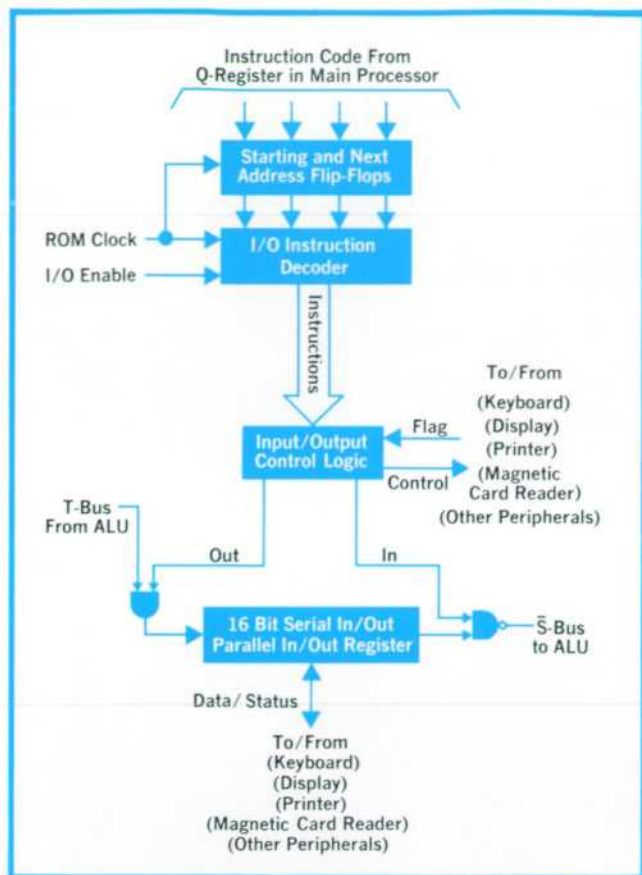 Instruction Code From
Q-Register in Main Processor
Starting and Next
Address Flip-Flops
ROM Clock
I/O Instruction
Decoder
I/O Enable
Instructions
To/From
(Keyboard)
(Display)
(Printer)
(Magnetic
Card Reader)
(Other Peripherals)
Flag
Input/Output
Control Logic
Control
T-Bus
From ALU
Out
In
16 Bit Serial In/Out
Parallel In/Out Register
S̄-Bus
to ALU
Data/Status
To/From
(Keyboard)
(Display)
(Printer)
(Magnetic Card Reader)
(Other Peripherals)